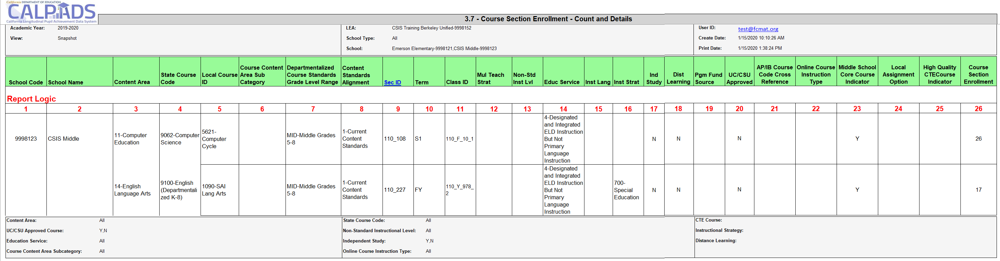 California DEPARTMENT OF EDUCATION
CALPADS
California Longitudinal Pupil Achievement Data System
3.7 - Course Section Enrollment - Count and Details
Academic Year: 2019-2020
View: Snapshot
LEA: CSIS Training Berkeley Unified-9998152
School Type: All
School: Emerson Elementary-9998121,CSIS Middle-9998123
User ID: test@fcmat.org
Create Date: 1/15/2020 10:10:26 AM
Print Date: 1/15/2020 1:38:24 PM
School Code
School Name
Content Area
State Course
Code
Local Course
ID
Course Content
Area Sub
Category
Departmentalized
Course Standards
Grade Level Range
Content
Standards
Alignment
Sec ID
Term
Class ID
Mul Teach
Strat
Non-Std
Inst Lvl
Educ Service
Inst Lang
Inst Strat
Ind
Study
Dist
Learning
Pgm Fund
Source
UC/CSU
Approved
AP/IB Course
Code Cross
Reference
Online Course
Instruction
Type
Middle School
Core Course
Indicator
Local
Assignment
Option
High Quality
CTECourse
Indicator
Course
Section
Enrollment
Report Logic
1 2 3 4 5 6 7 8 9 10 11 12 13 14 15 16 17 18 19 20 21 22 23 24 25 26
9998123
CSIS Middle
11-Computer
Education
9062-Computer
Science
5621-
Computer
Cycle
MID-Middle Grades
5-8
1-Current
Content
Standards
110_108
S1
110_F_10_1
4-Designated
and Integrated
ELD Instruction
But Not
Primary
Language
Instruction
N
N
N
Y
26
14-English
Language Arts
9100-English
(Departmentali
zed K-8)
1090-SAI
Lang Arts
MID-Middle Grades
5-8
1-Current
Content
Standards
110_227
FY
110_Y_978_
2
4-Designated
and Integrated
ELD Instruction
But Not
Primary
Language
Instruction
700-
Special
Education
N
N
N
Y
17
Content Area: All
UC/CSU Approved Course: Y,N
Education Service: All
Course Content Area Subcategory: All
State Course Code: All
Non-Standard Instructional Level: All
Independent Study: Y,N
Online Course Instruction Type: All
CTE Course:
Instructional Strategy:
Distance Learning: